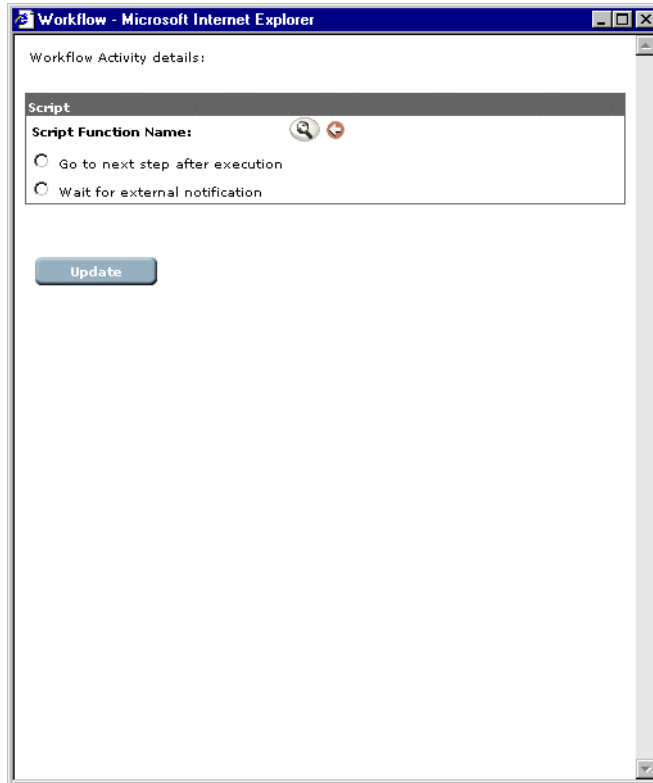 Workflow - Microsoft Internet Explorer
Workflow Activity details:
Script
Script Function Name:
Go to next step after execution
Wait for external notification
Update